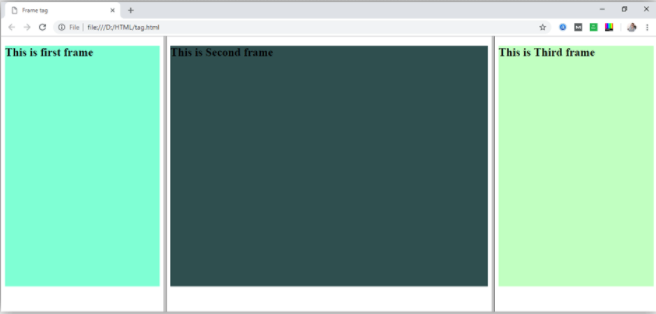 Frame tag
File | file:///D:/HTML/tag.html
This is first frame
This is Second frame
This is Third frame